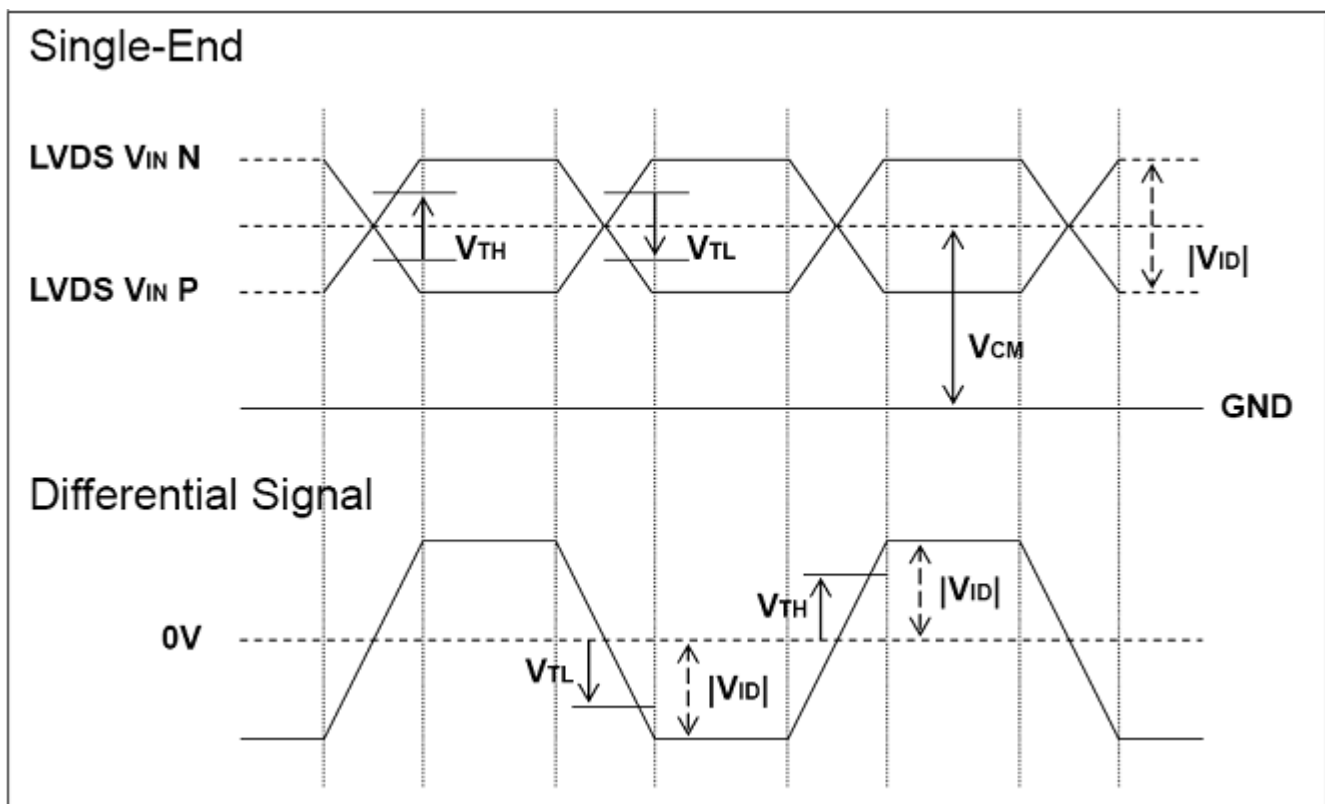 Single-End
LVDS VIN N
VTH
VTL
|VID|
LVDS VIN P
VCM
GND
Differential Signal
VTH
|VID|
0V
VTL
|VID|